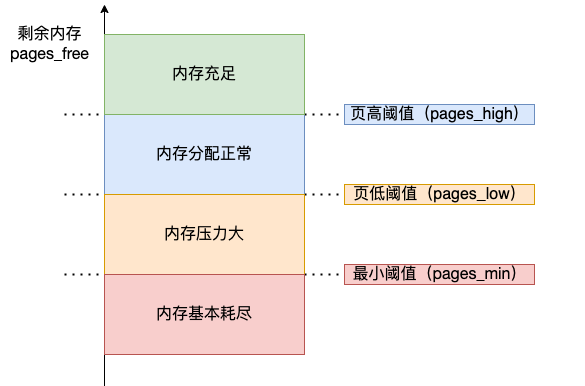 剩余内存
pages_free
内存充足
页高阈值（pages_high）
内存分配正常
页低阈值（pages_low）
内存压力大
最小阈值（pages_min）
内存基本耗尽